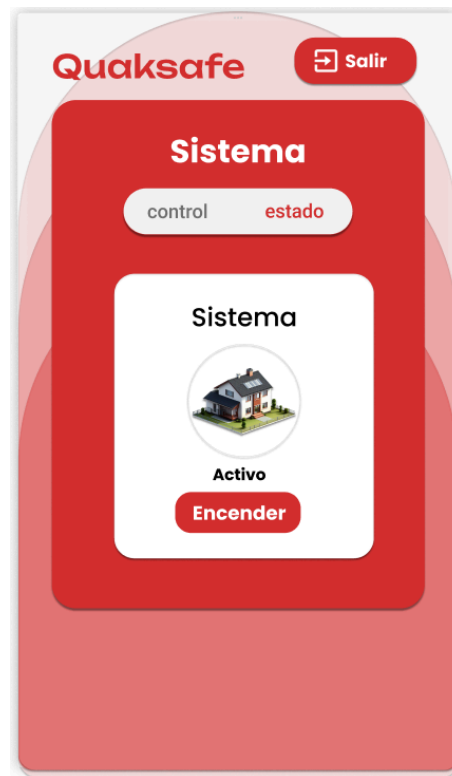 Quaksafe
Salir
Sistema
control estado
Sistema
Activo
Encender